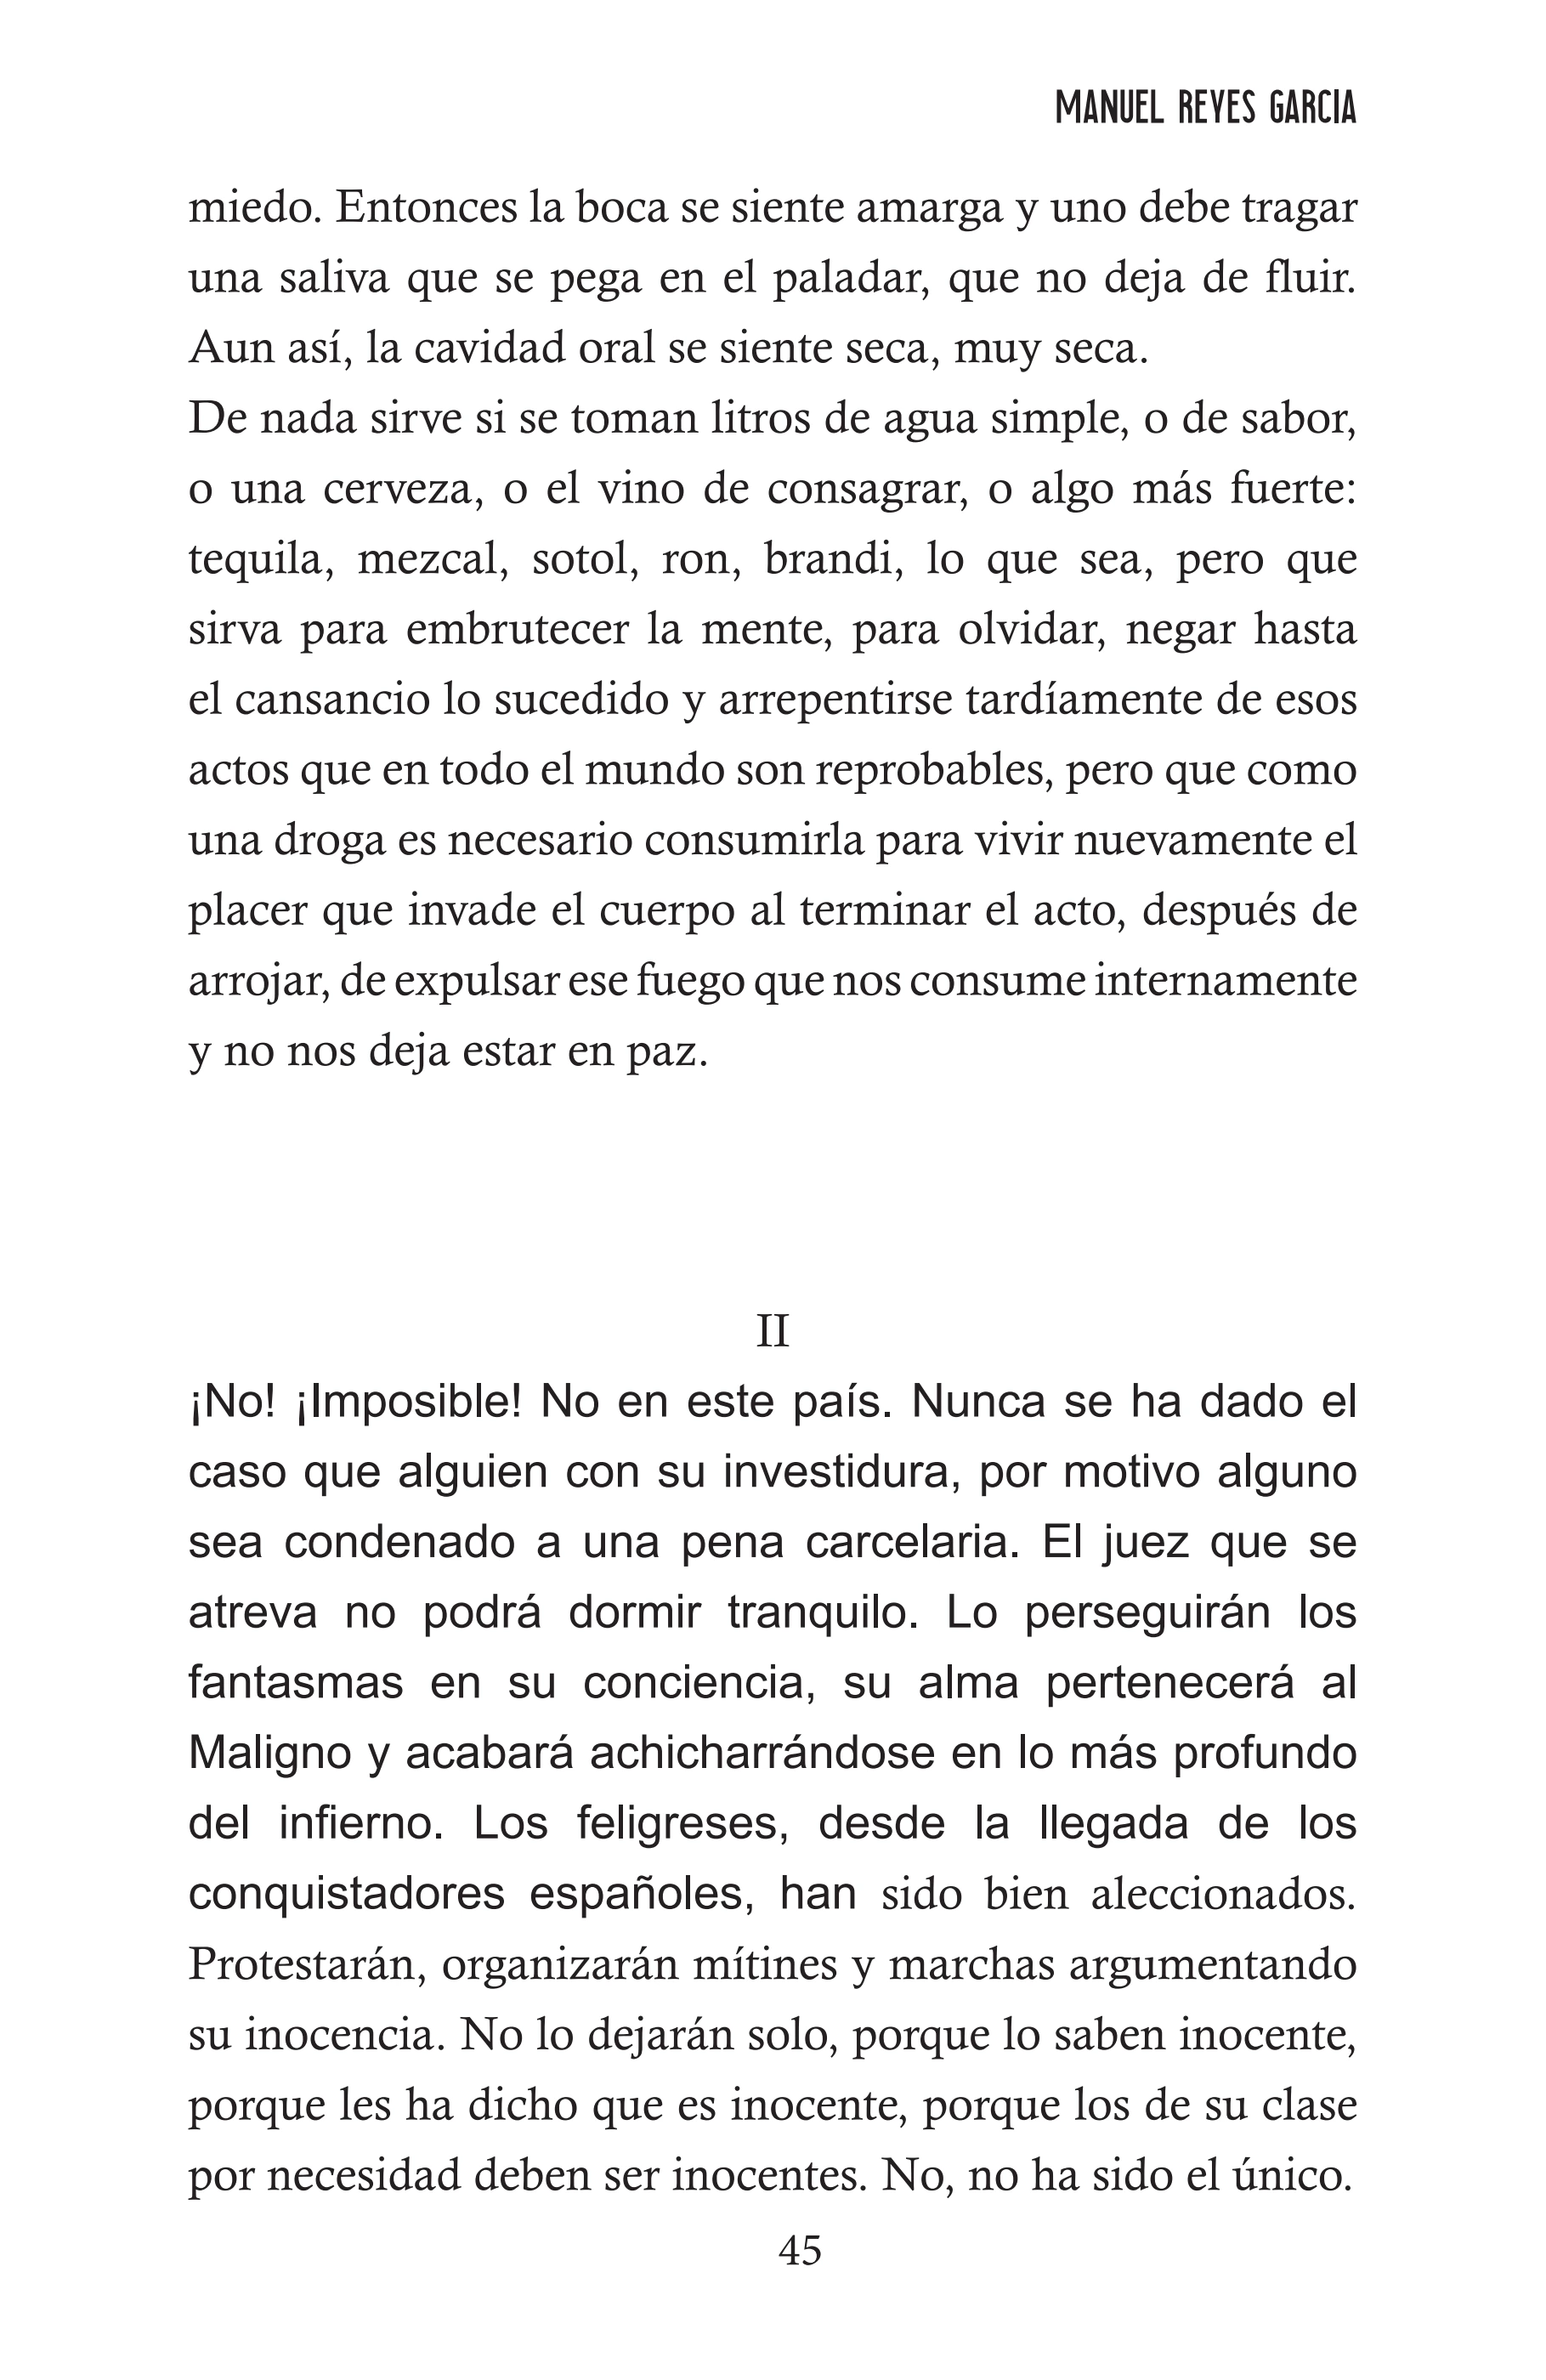 MANUEL REYES GARCIA
miedo. Entonces la boca se siente amarga y uno debe tragar
una saliva que se pega en el paladar, que no deja de fluir.
Aun así, la cavidad oral se siente seca, muy seca.
De nada sirve si se toman litros de agua simple, o de sabor,
o una cerveza, o el vino de consagrar, o algo más fuerte:
tequila, mezcal, sotol, ron, brandi, lo que sea, pero que
sirva para embrutecer la mente, para olvidar, negar hasta
el cansancio lo sucedido y arrepentirse tardíamente de esos
actos que en todo el mundo son reprobables, pero que como
una droga es necesario consumirla para vivir nuevamente el
placer que invade el cuerpo al terminar el acto, después de
arrojar, de expulsar ese fuego que nos consume internamente
y no nos deja estar en paz.
II
¡No! ¡Imposible! No en este país. Nunca se ha dado el
caso que alguien con su investidura, por motivo alguno
sea condenado a una pena carcelaria. El juez que se
atreva no podrá dormir tranquilo. Lo perseguirán los
fantasmas en su conciencia, su alma pertenecerá al
Maligno y acabará achicharrándose en lo más profundo
del infierno. Los feligreses, desde la llegada de los
conquistadores españoles, han sido bien aleccionados.
Protestarán, organizarán mítines y marchas argumentando
su inocencia. No lo dejarán solo, porque lo saben inocente,
porque les ha dicho que es inocente, porque los de su clase
por necesidad deben ser inocentes. No, no ha sido el único.
45